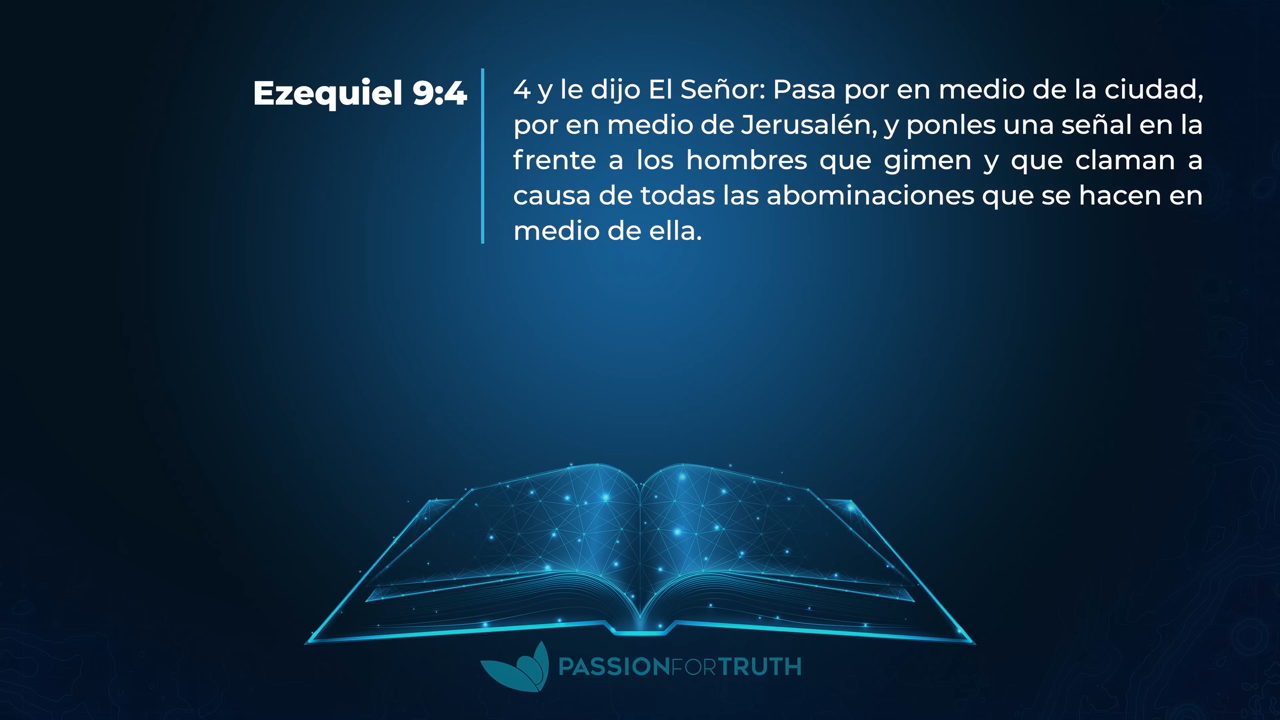 Ezequiel 9:4
4 y le dijo El Señor: Pasa por en medio de la ciudad,
por en medio de Jerusalén, y ponles una señal en la
frente a los hombres que gimen y que claman a
causa de todas las abominaciones que se hacen en
medio de ella.
PASSIONFORTRUTH